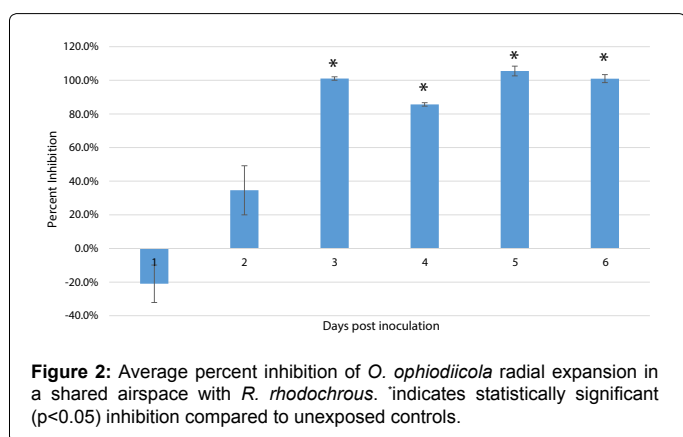 120.0%
*
*
*
100.0%
*
80.0%
60.0%
40.0%
20.0%
0.0%
1 2 3 4 5 6
-20.0%
-40.0%
Percent Inhibition
Days post inoculation
Figure 2: Average percent inhibition of O. ophiodiicola radial expansion in
a shared airspace with R. rhodochrous. *indicates statistically significant
(p<0.05) inhibition compared to unexposed controls.